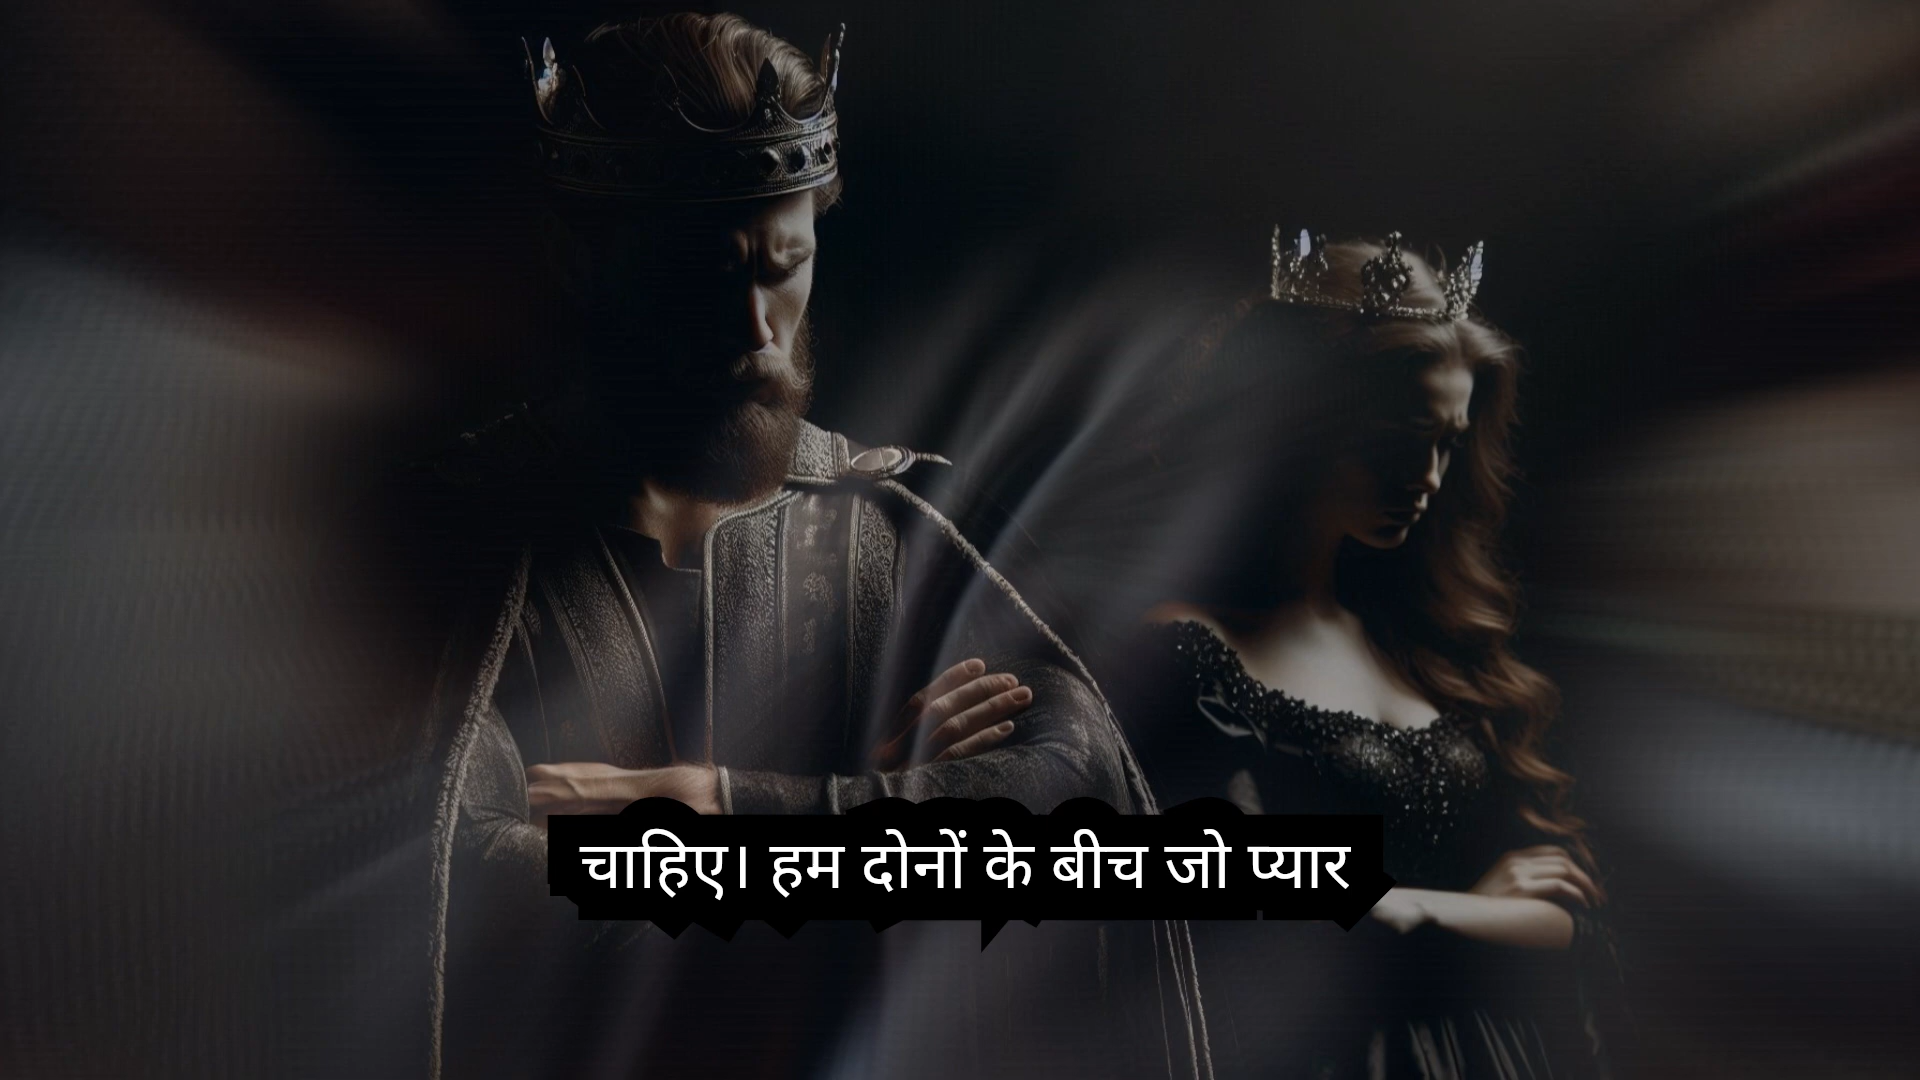 चाहिए। हम दोनों के बीच जो प्यार